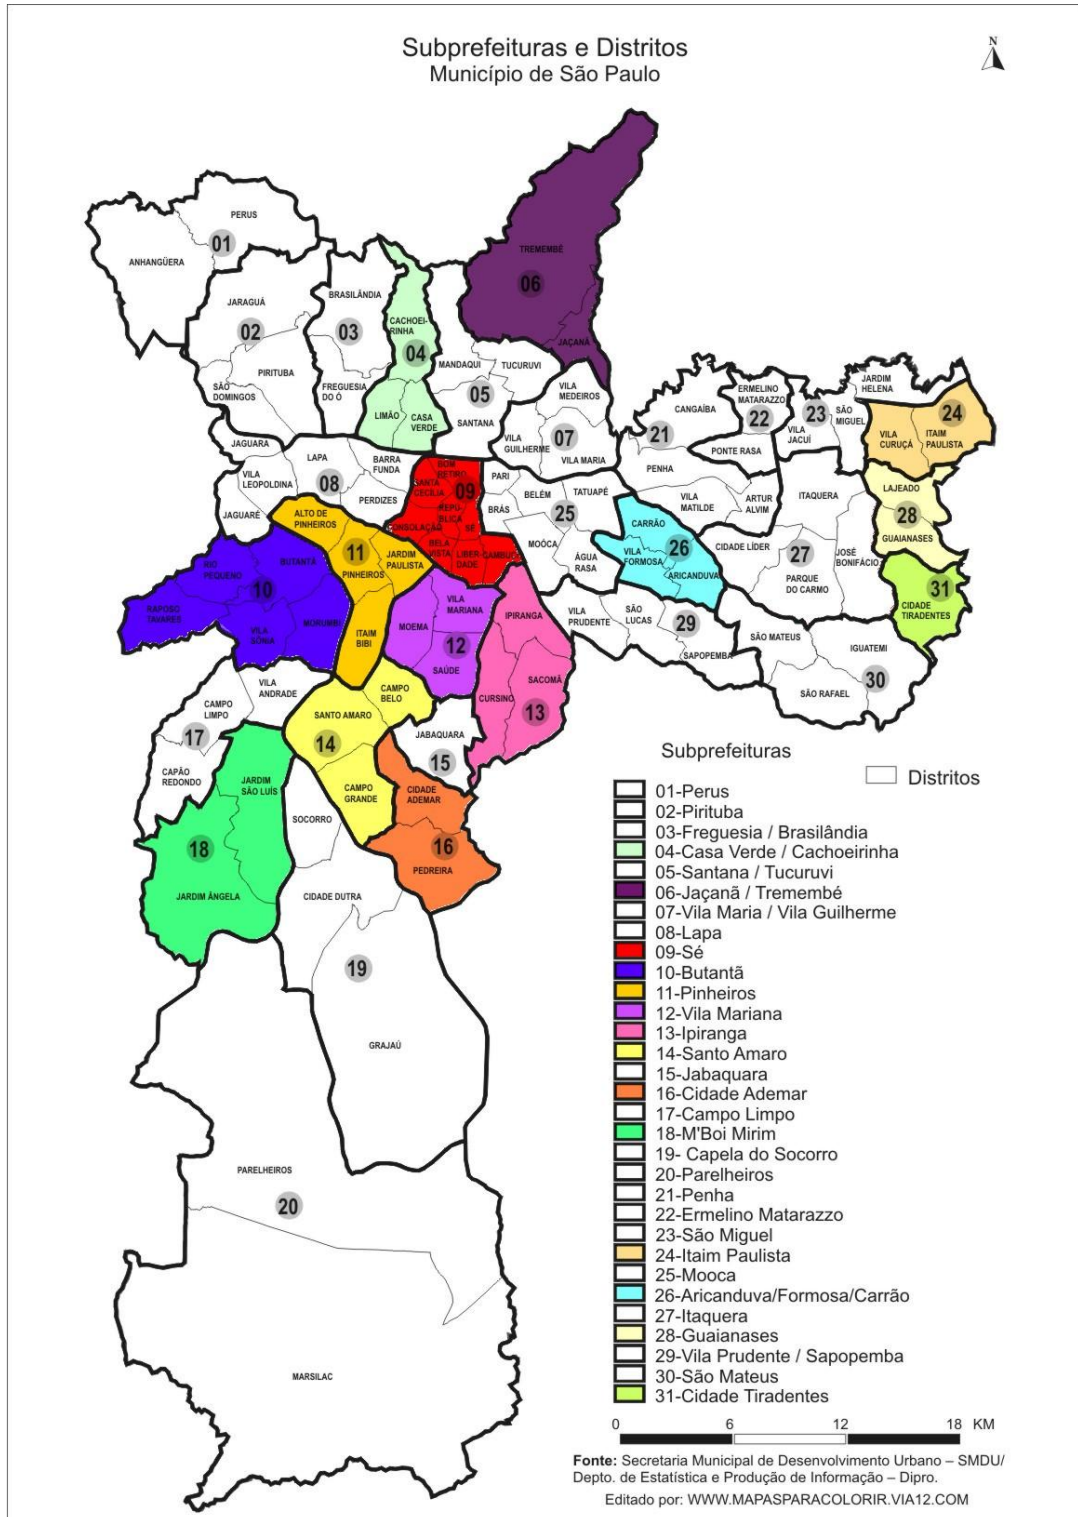 Subprefeituras e Distritos
Município de São Paulo
N
PERUS
01
ANHANGÜERA
TREMEMBÉ
06
JAÇANÃ
JARAGUÁ
02
PIRITUBA
SÃO
DOMINGOS
BRASILÂNDIA
03
FREGUESIA
DO Ó
CACHOEI-
RINHA
04
LIMÃO
CASA
VERDE
MANDAQUI
TUCURUVI
05
SANTANA
VILA
MEDEIROS
VILA
GUILHERME
07
VILA MARIA
CANGAÍBA
21
PENHA
ERMELINO
MATARAZZO
22
PONTE RASA
23
VILA
JACUÍ
SÃO
MIGUEL
JARDIM
HELENA
24
VILA
CURUÇÁ
ITAIM
PAULISTA
JAGUARA
VILA
LEOPOLDINA
LAPA
08
BARRA
FUNDA
PERDIZES
JAGUARÉ
BOM
RETIRO
SANTA
CECÍLIA
09
REPÚ-
BLICA
SÉ
CONSOLAÇÃO
BELA
VISTA
LIBER-
DADE
CAMBUCI
PARI
BRÁS
BELÉM
TATUAPÉ
25
MOÓCA
ÁGUA
RASA
VILA
MATILDE
ARTUR
ALVIM
ITAQUERA
LAJEADO
28
GUAIANASES
CARRÃO
26
VILA
FORMOSA
ARICANDUVA
CIDADE LÍDER
27
PARQUE
DO CARMO
JOSÉ
BONIFÁCIO
31
CIDADE
TIRADENTES
ALTO DE
PINHEIROS
11
PINHEIROS
JARDIM
PAULISTA
ITAIM
BIBI
RIO
PEQUENO
BUTANTA
10
RAPOSO
TAVARES
VILA
SÔNIA
MORUMBI
VILA
MARIANA
MOEMA
12
SAÚDE
IPIRANGA
SACOMÃ
CURSINO
13
VILA
PRUDENTE
SÃO
LUCAS
29
SAPOPEMBA
SÃO MATEUS
IGUATEMI
SÃO RAFAEL
30
VILA
ANDRADE
CAMPO
LIMPO
17
CAPÃO
REDONDO
SANTO AMARO
14
CAMPO
BELO
CAMPO
GRANDE
JABAQUARA
15
JARDIM
SÃO LUÍS
18
JARDIM ÂNGELA
SOCORRO
CIDADE
ADEMAR
16
PEDREIRA
CIDADE DUTRA
19
GRAJAÚ
PARELHEIROS
20
MARSILAC
Subprefeituras
Distritos
01-Perus
02-Pirituba
03-Freguesia / Brasilândia
04-Casa Verde / Cachoeirinha
05-Santana / Tucuruvi
06-Jaçanã / Tremembé
07-Vila Maria / Vila Guilherme
08-Lapa
09-Sé
10-Butantã
11-Pinheiros
12-Vila Mariana
13-Ipiranga
14-Santo Amaro
15-Jabaquara
16-Cidade Ademar
17-Campo Limpo
18-M'Boi Mirim
19- Capela do Socorro
20-Parelheiros
21-Penha
22-Ermelino Matarazzo
23-São Miguel
24-Itaim Paulista
25-Mooca
26-Aricanduva/Formosa/Carrão
27-Itaquera
28-Guaianases
29-Vila Prudente / Sapopemba
30-São Mateus
31-Cidade Tiradentes
0 6 12 18 KM
Fonte: Secretaria Municipal de Desenvolvimento Urbano – SMDU/
Depto. de Estatística e Produção de Informação – Dipro.
Editado por: WWW.MAPASPARACOLORIR.VIA12.COM